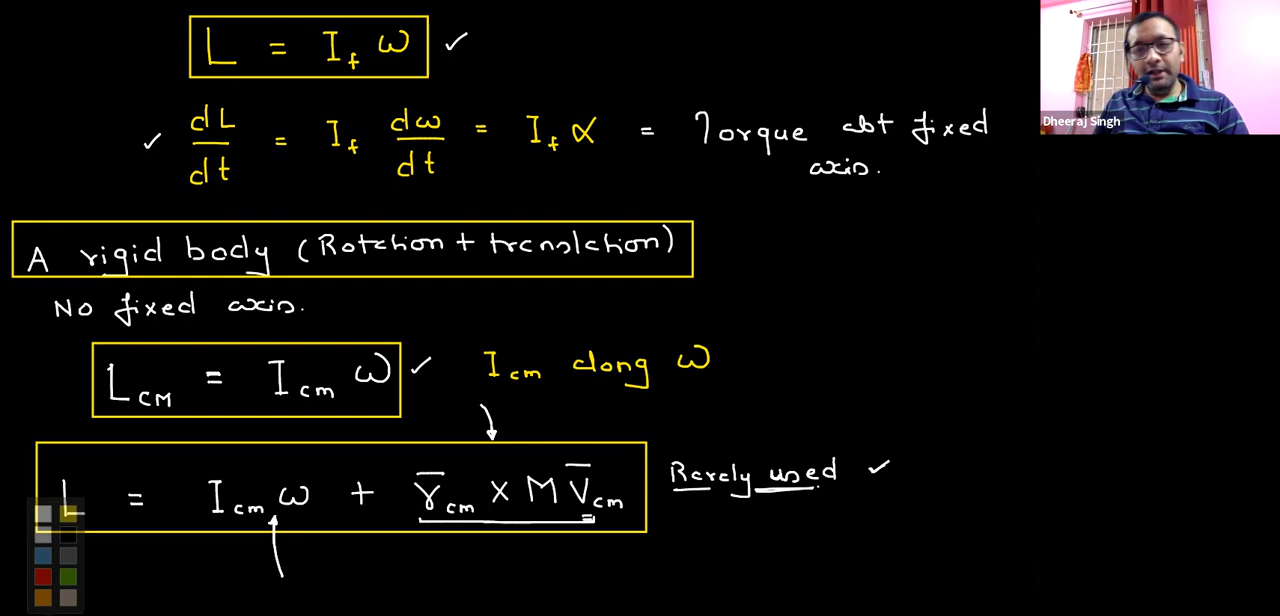 L = I_f ω ✓
✓ dL/dt = I_f dω/dt = I_f α = Torque abt fixed axis.
Dheeraj Singh
A rigid body (Rotation + translation)
No fixed axis.
L_CM = I_cm ω ✓ I_cm along ω
L = I_cm ω + r̄_cm × M V̄_cm Rarely used ✓